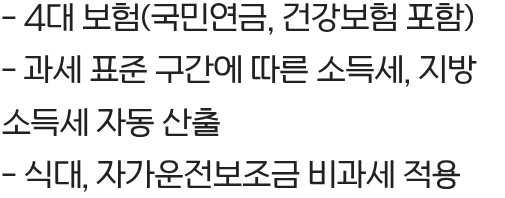 - 4대 보험(국민연금, 건강보험 포함)
- 과세 표준 구간에 따른 소득세, 지방
소득세 자동 산출
- 식대, 자가운전보조금 비과세 적용